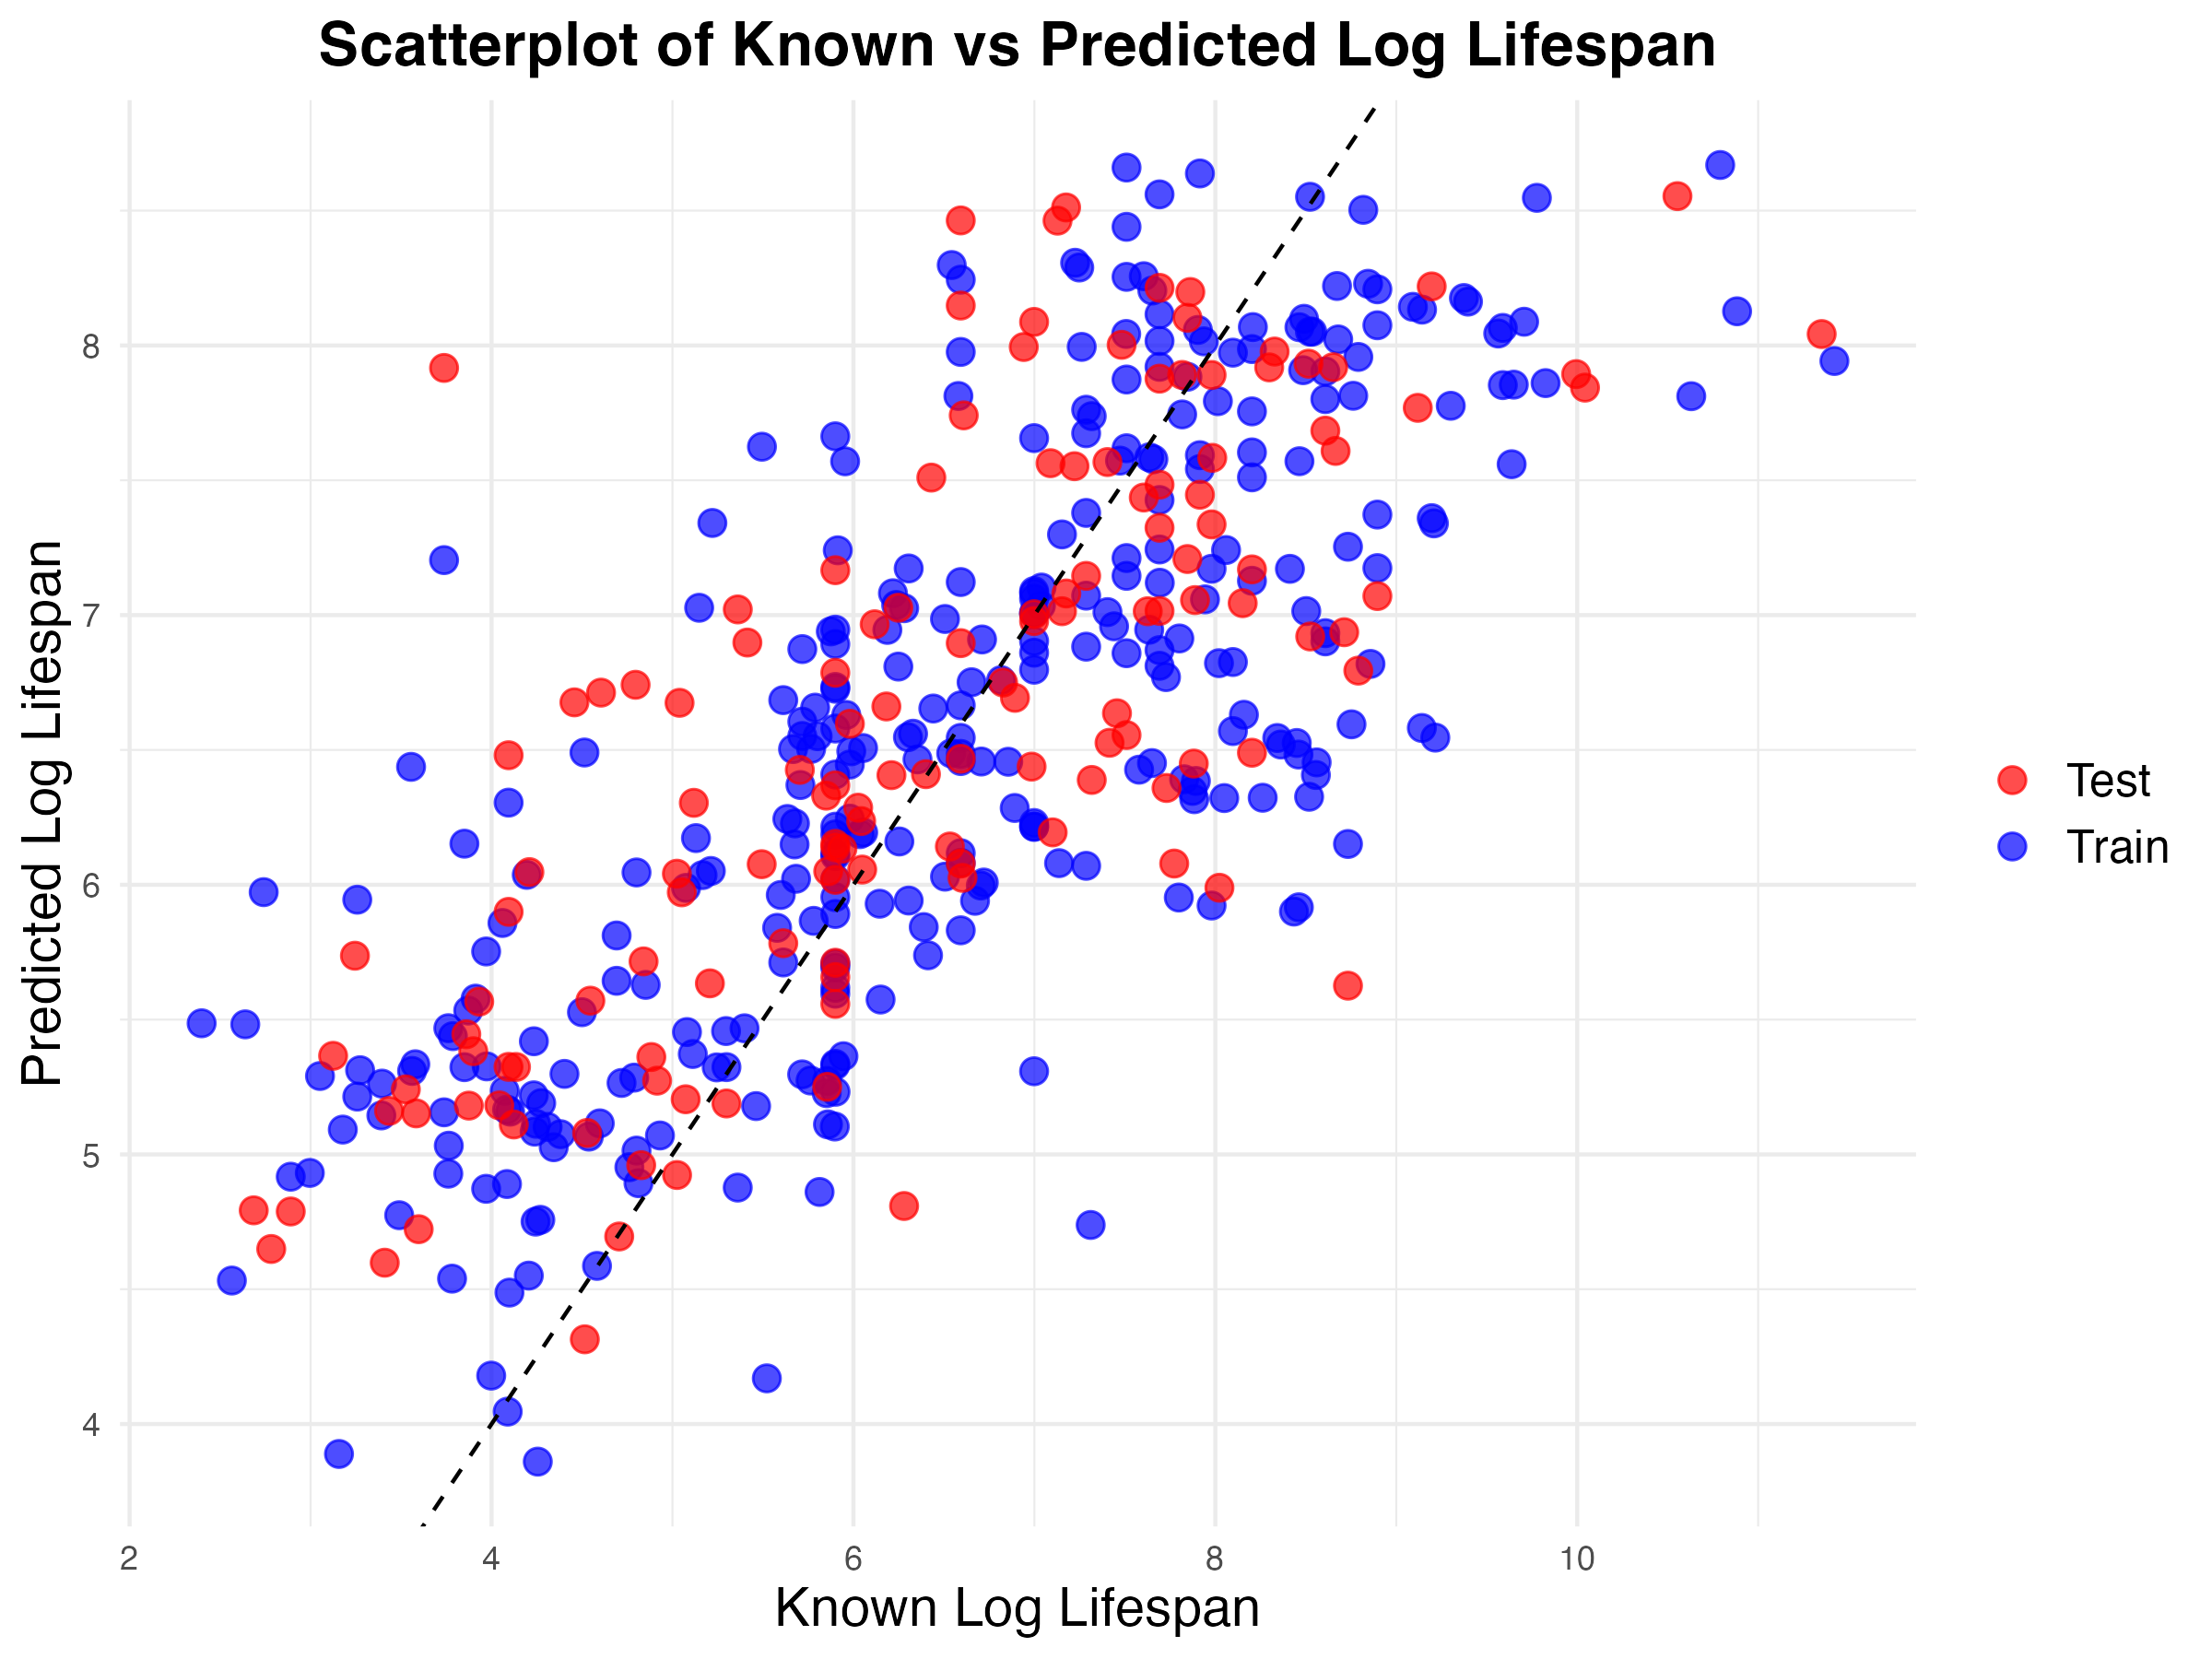 Scatterplot of Known vs Predicted Log Lifespan
Predicted Log Lifespan
8
7
6
5
4
2 4 6 8 10
Known Log Lifespan
Test
Train